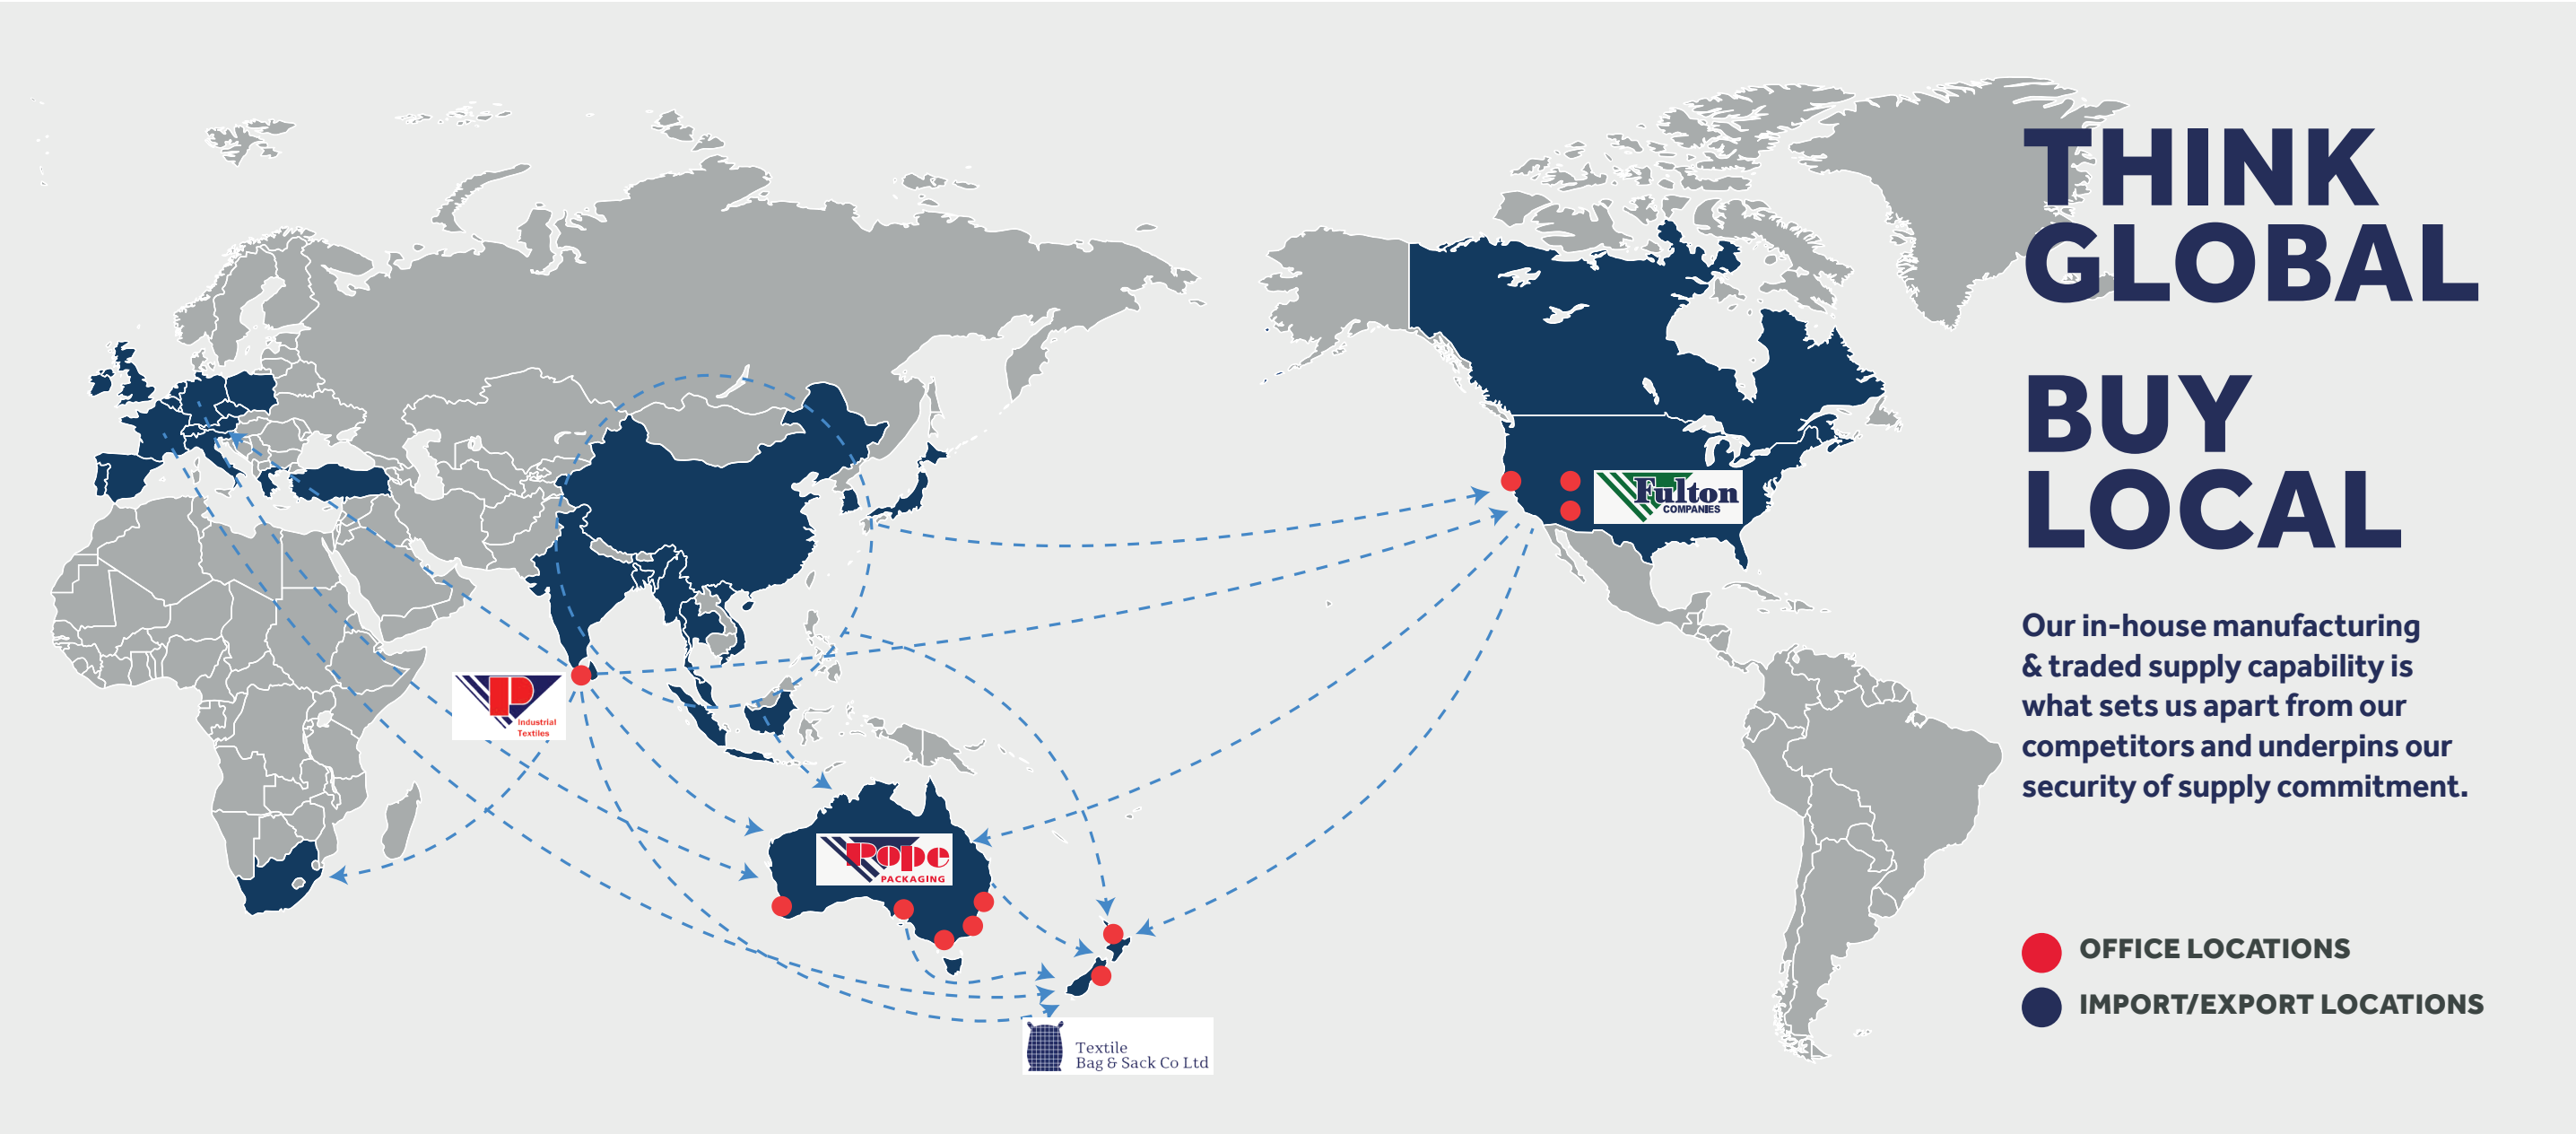 THINK
GLOBAL
BUY
LOCAL
Our in-house manufacturing
& traded supply capability is
what sets us apart from our
competitors and underpins our
security of supply commitment.
OFFICE LOCATIONS
IMPORT/EXPORT LOCATIONS
Fulton
COMPANIES
P
Industrial
Textiles
Pope
PACKAGING
Textile
Bag & Sack Co Ltd